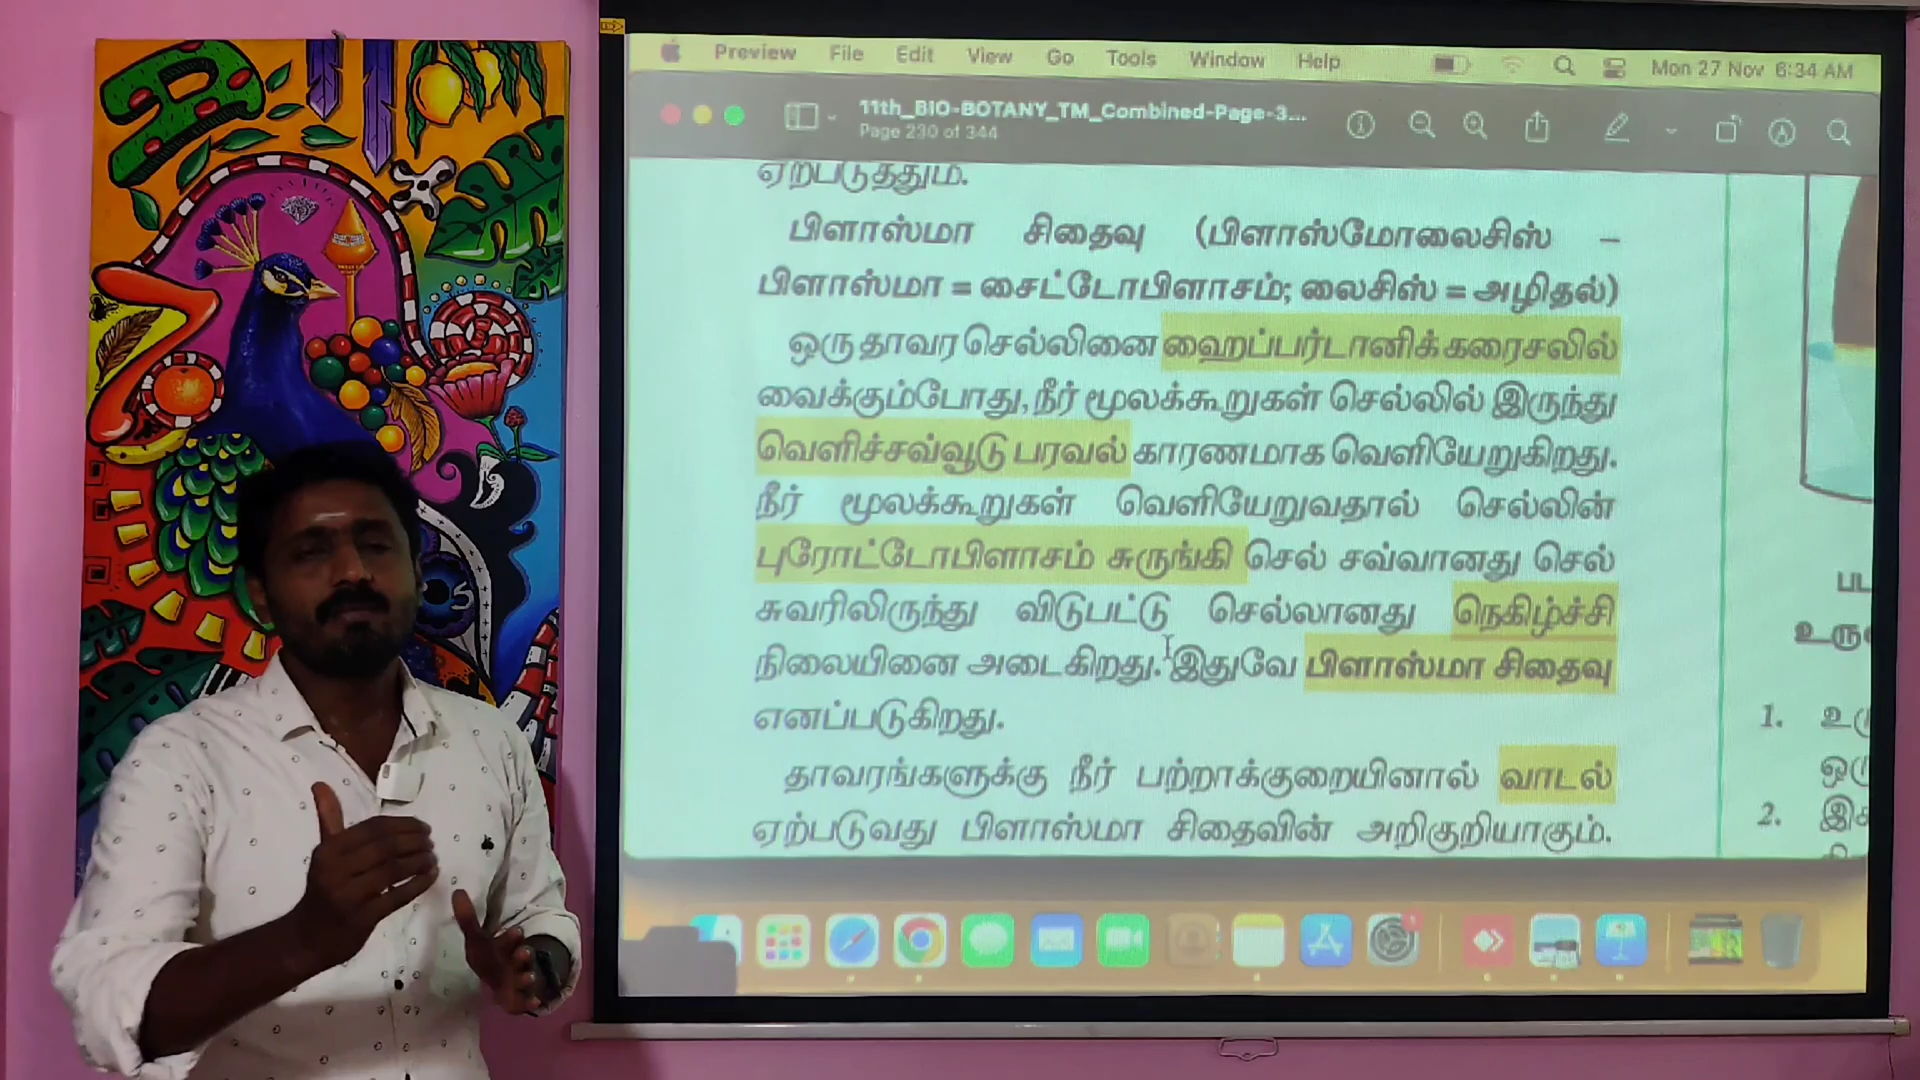 Preview File Edit View Go Tools Window Help Mon 27 Nov 6:34 AM
11th_BIO-BOTANY_TM_Combined-Page-3...
Page 230 of 344
ஏற்படுத்தும்.
பிளாஸ்மா சிதைவு (பிளாஸ்மோலைசிஸ் –
பிளாஸ்மா = சைட்டோபிளாசம்; லைசிஸ் = அழிதல்)
ஒரு தாவர செல்லினை ஹைப்பர்டானிக் கரைசலில்
வைக்கும்போது, நீர் மூலக்கூறுகள் செல்லில் இருந்து
வெளிச்சவ்வூடு பரவல் காரணமாக வெளியேறுகிறது.
நீர் மூலக்கூறுகள் வெளியேறுவதால் செல்லின்
புரோட்டோபிளாசம் சுருங்கி செல் சவ்வானது செல்
சுவரிலிருந்து விடுபட்டு செல்லானது நெகிழ்ச்சி
நிலையினை அடைகிறது. இதுவே பிளாஸ்மா சிதைவு
எனப்படுகிறது.
தாவரங்களுக்கு நீர் பற்றாக்குறையினால் வாடல்
ஏற்படுவது பிளாஸ்மா சிதைவின் அறிகுறியாகும்.
1.
2.